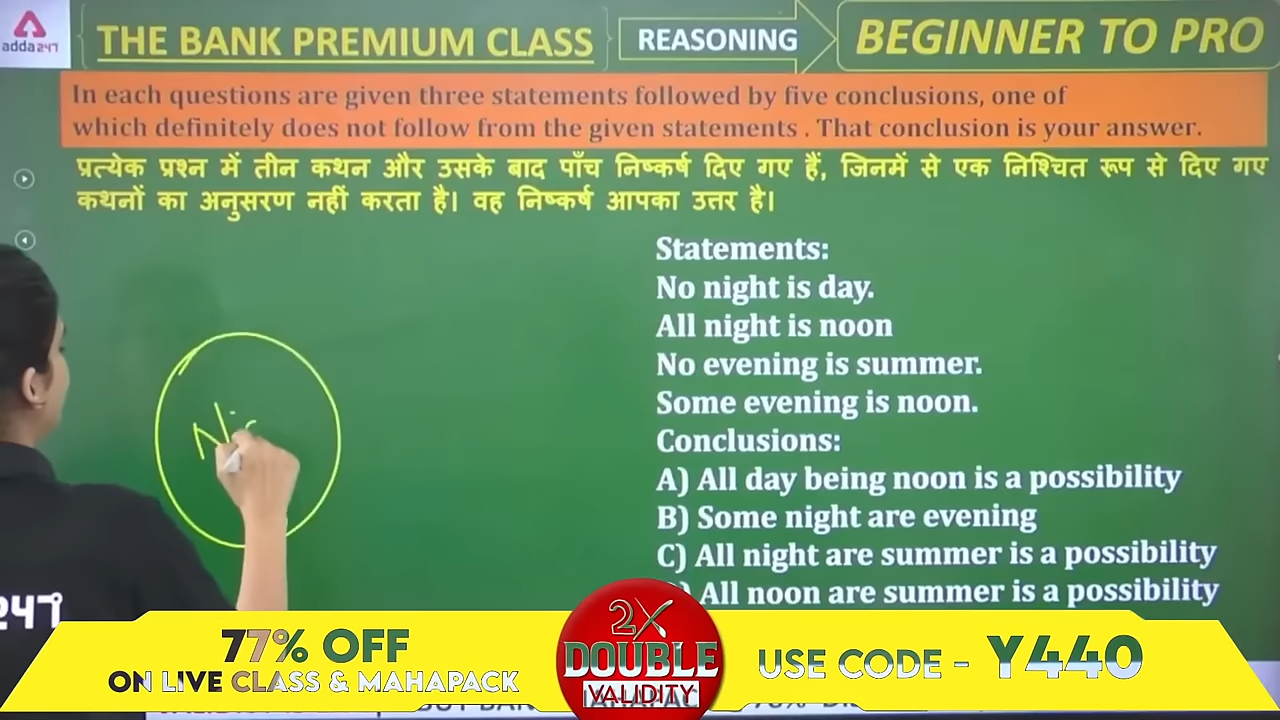 adda247
THE BANK PREMIUM CLASS
REASONING
BEGINNER TO PRO
In each questions are given three statements followed by five conclusions, one of
which definitely does not follow from the given statements . That conclusion is your answer.
प्रत्येक प्रश्न में तीन कथन और उसके बाद पाँच निष्कर्ष दिए गए हैं, जिनमें से एक निश्चित रूप से दिए गए
कथनों का अनुसरण नहीं करता है। वह निष्कर्ष आपका उत्तर है।
Statements:
No night is day.
All night is noon
No evening is summer.
Some evening is noon.
Conclusions:
A) All day being noon is a possibility
B) Some night are evening
C) All night are summer is a possibility
All noon are summer is a possibility
Ni
247
77% OFF
ON LIVE CLASS & MAHAPACK
2X
DOUBLE
VALIDITY
USE CODE - Y440